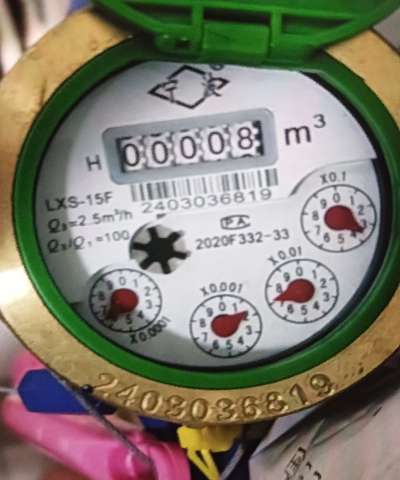 H 00008 m³
LXS-15F
2403036819
Q₃=2.5m³/h
Q₃/Q₁=100
PA
2020F332-33
X0.1
X0.01
X0.001
X0.0001
2403036819